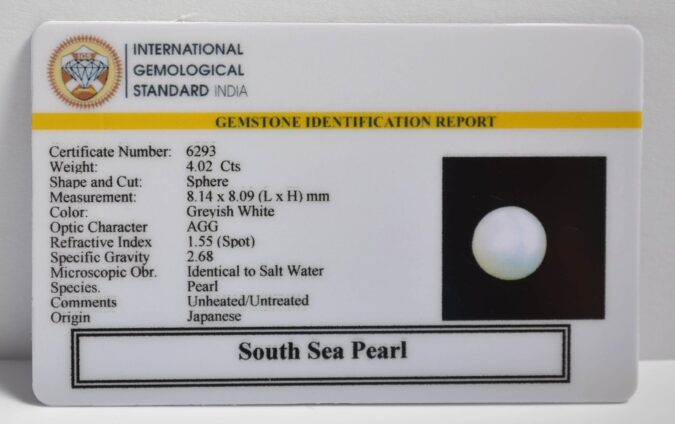 IGS
INTERNATIONAL
GEMOLOGICAL
STANDARD INDIA
GEMSTONE IDENTIFICATION REPORT
Certificate Number: 6293
Weight: 4.02 Cts
Shape and Cut: Sphere
Measurement: 8.14 x 8.09 (L x H) mm
Color: Greyish White
Optic Character AGG
Refractive Index 1.55 (Spot)
Specific Gravity 2.68
Microscopic Obr. Identical to Salt Water
Species. Pearl
Comments Unheated/Untreated
Origin Japanese
South Sea Pearl